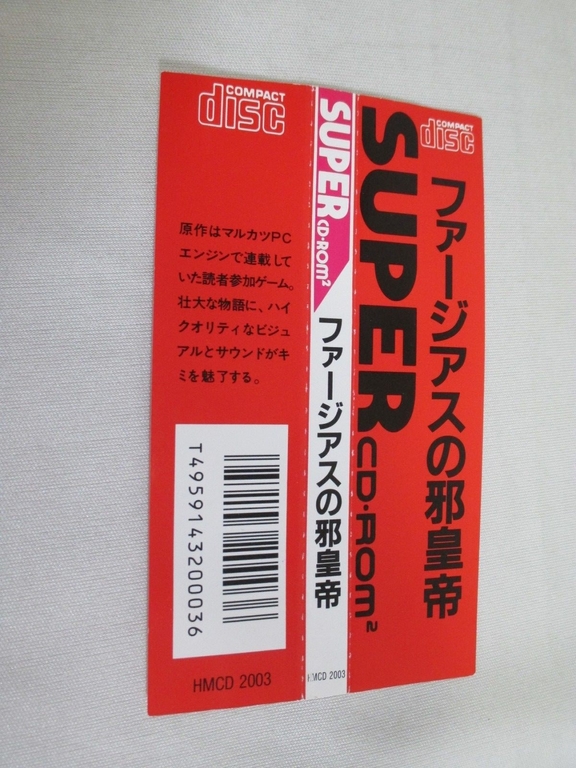 COMPACT
disc
原作はマルカツPC
エンジンで連載して
いた読者参加ゲーム。
壮大な物語に、ハイ
クオリティなビジュ
アルとサウンドがキ
ミを魅了する。
T4959143200036
HMCD 2003
SUPER
CD-ROM²
ファージアスの邪皇帝
HMCD 2003
COMPACT
disc
SUPER
CD-ROM²
ファージアスの邪皇帝